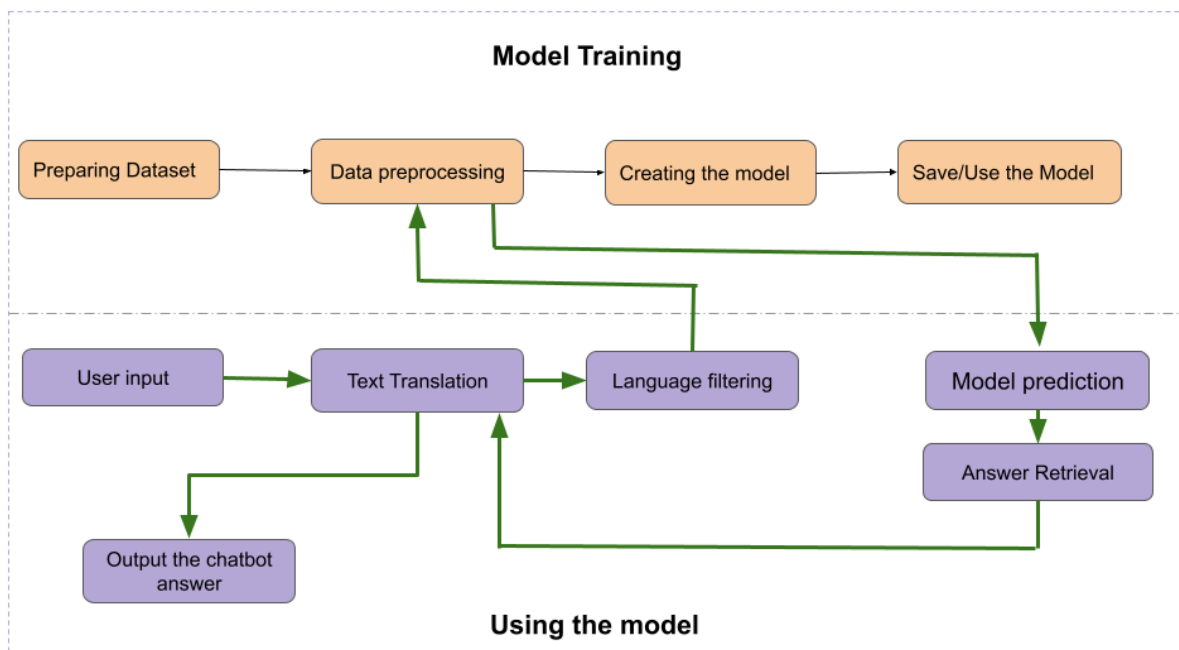 Model Training
Preparing Dataset
Data preprocessing
Creating the model
Save/Use the Model
User input
Text Translation
Language filtering
Model prediction
Answer Retrieval
Output the chatbot
answer
Using the model